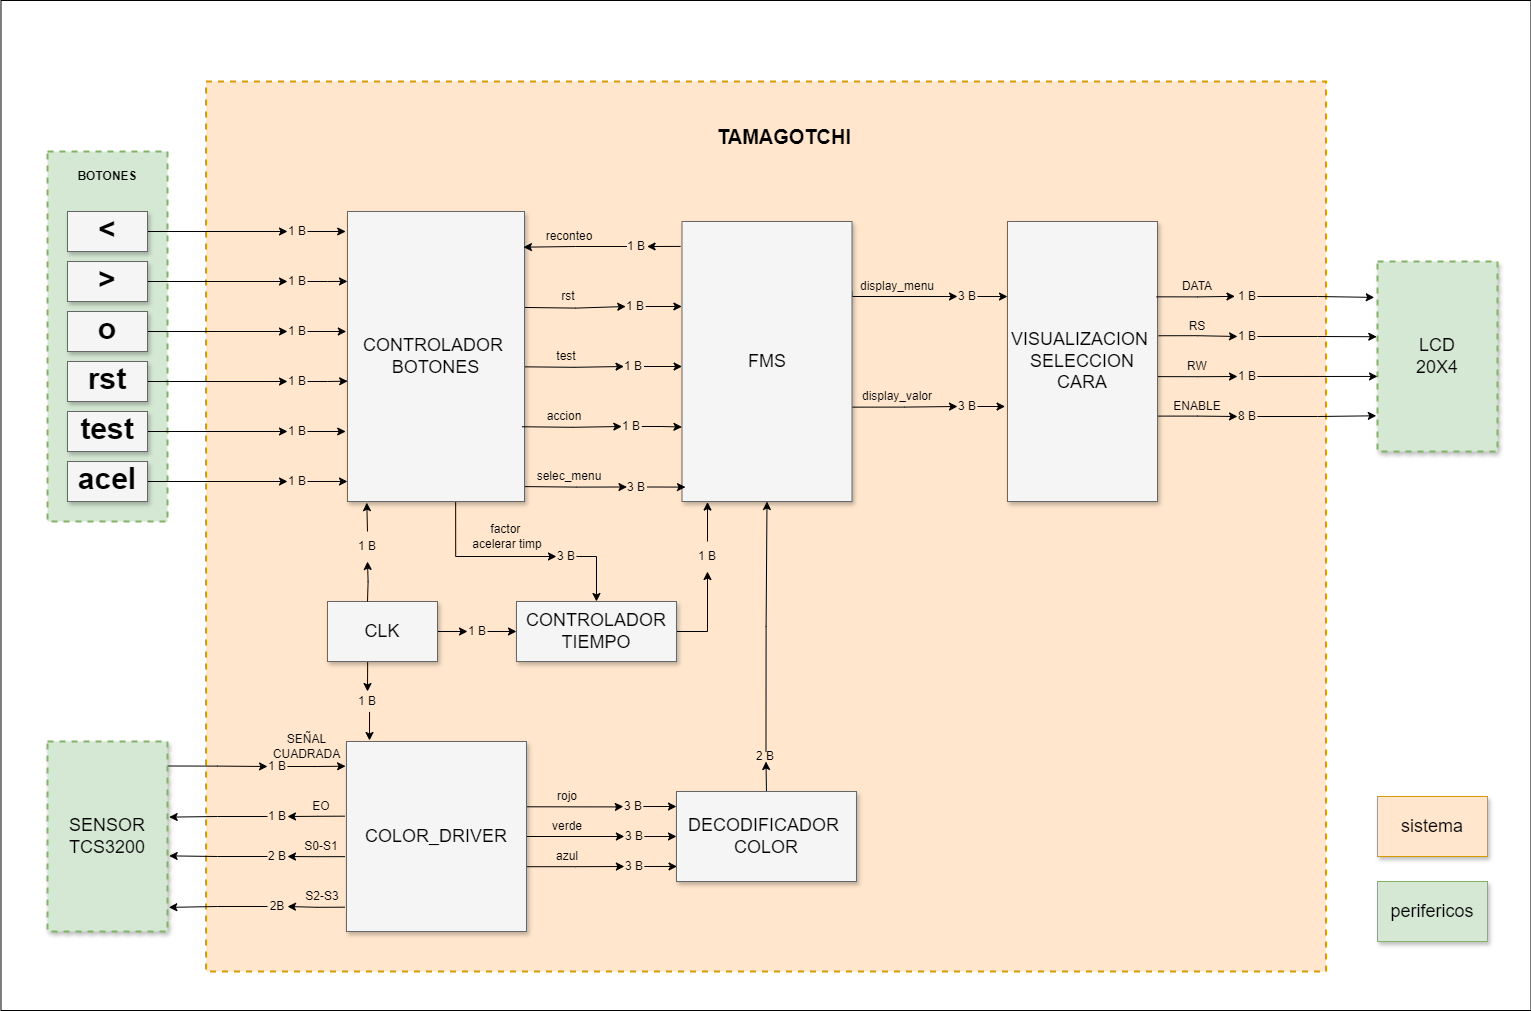 TAMAGOTCHI
BOTONES
<
>
o
rst
test
acel
1 B
1 B
1 B
1 B
1 B
1 B
CONTROLADOR
BOTONES
reconteo
1 B
rst
1 B
test
1 B
accion
1 B
selec_menu
3 B
FMS
display_menu
3 B
display_valor
3 B
VISUALIZACION
SELECCION
CARA
DATA
1 B
RS
1 B
RW
1 B
ENABLE
8 B
LCD
20X4
1 B
factor
acelerar timp
3 B
1 B
CLK
1 B
CONTROLADOR
TIEMPO
1 B
SEÑAL
CUADRADA
1 B
EO
1 B
S0-S1
2 B
S2-S3
2B
SENSOR
TCS3200
COLOR_DRIVER
rojo
3 B
verde
3 B
azul
3 B
2 B
DECODIFICADOR
COLOR
sistema
perifericos